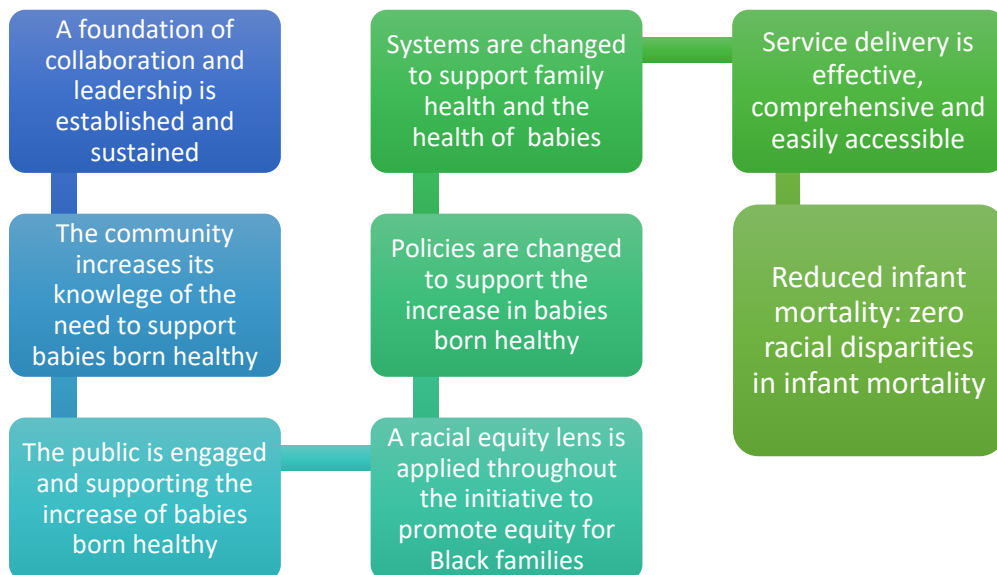 A foundation of
collaboration and
leadership is
established and
sustained
The community
increases its
knowlege of the
need to support
babies born healthy
The public is engaged
and supporting the
increase of babies
born healthy
A racial equity lens is
applied throughout
the initiative to
promote equity for
Black families
Policies are changed
to support the
increase in babies
born healthy
Systems are changed
to support family
health and the
health of babies
Service delivery is
effective,
comprehensive and
easily accessible
Reduced infant
mortality: zero
racial disparities
in infant mortality